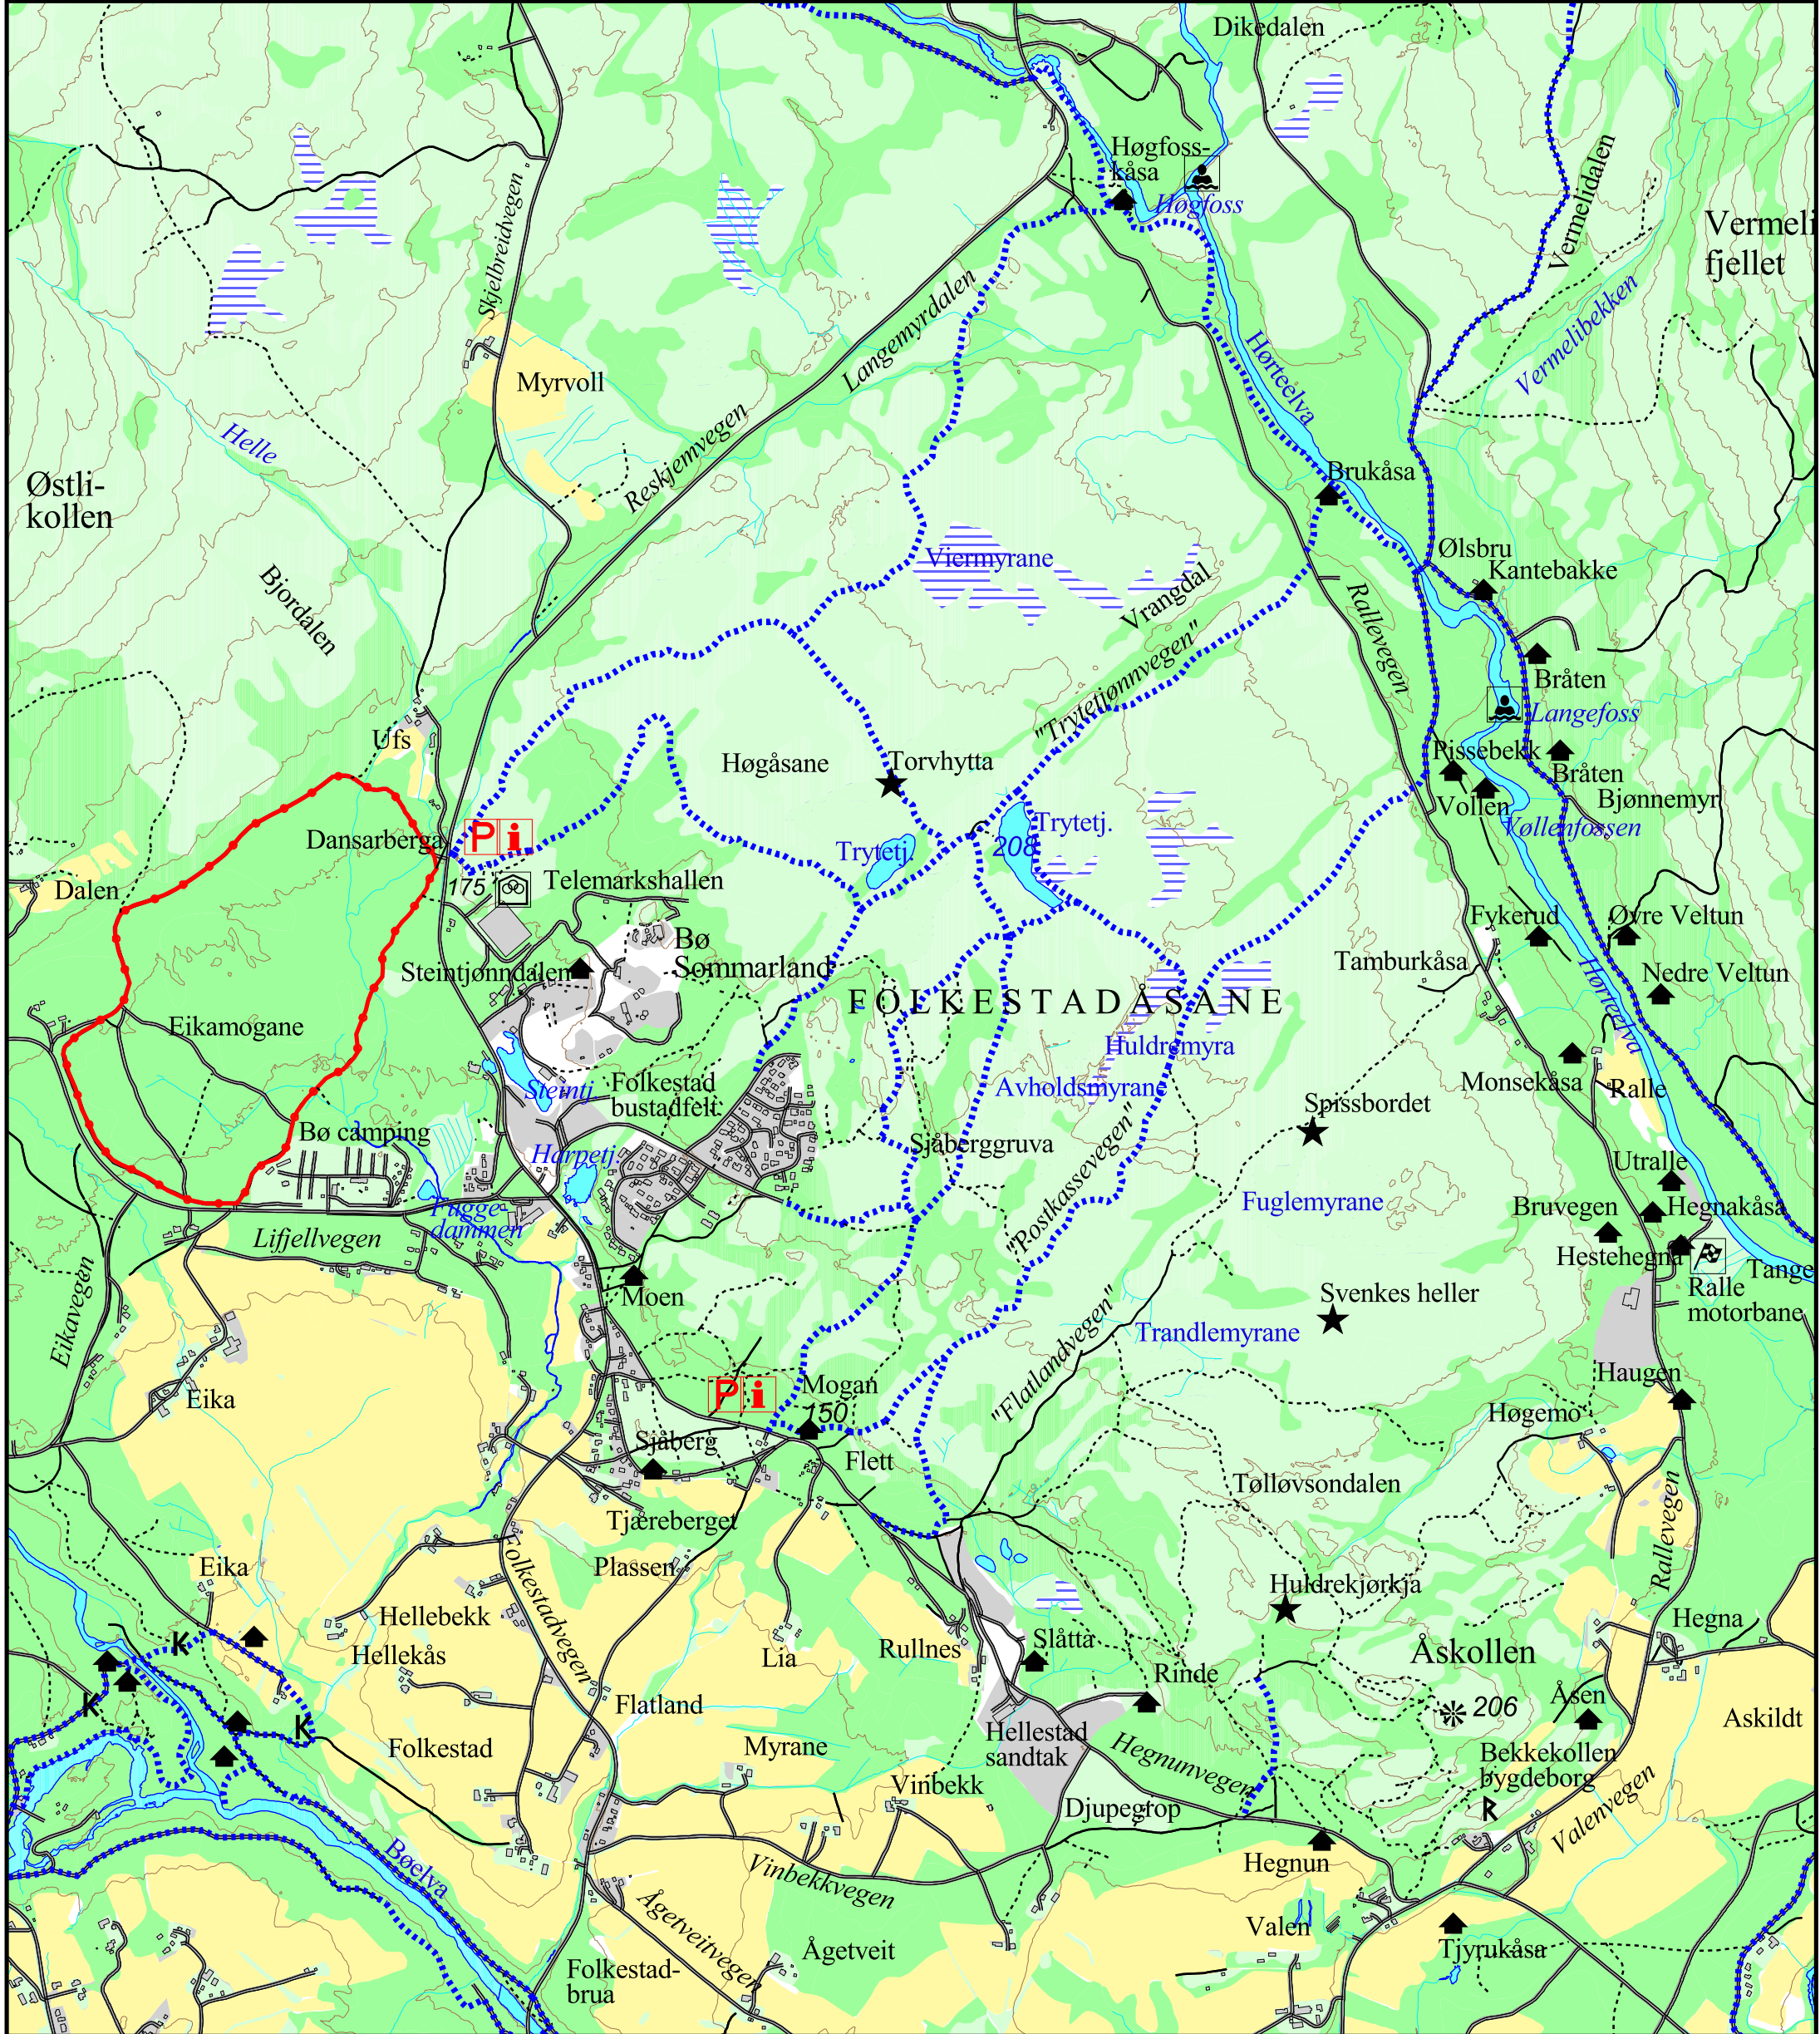 Dikedalen
Høgfoss-
kåsa
Høgfoss
Vermelidalen
Vermeli
fjellet
Skjelbreidvegen
Langemyrdalen
Hørteelva
Vermelibekken
Myrvoll
Helle
Reskjemvegen
Østli-
kollen
Brukåsa
Viermyrane
Ølsbru
Kantebakke
Vrangdal
Bjordalen
Rallevegen
"Trytetjønnvegen"
Bråten
Langefoss
Ufs
Høgåsane
Torvhytta
Pissebekk
Bråten
Vollen
Bjønnemyr
Vøllenfossen
Dansarberga
P i
Trytetj.
Trytetj.
208
Dalen
175
Telemarkshallen
Fykerud
Øvre Veltun
Bø
Sommarland
Steintjønndalen
Tamburkåsa
Nedre Veltun
Hørteelva
FOLKESTADÅSANE
Eikamogane
Huldremyra
Steintj.
Folkestad
bustadfelt
Avholdsmyrane
Monsekåsa
Ralle
Spissbordet
Bø camping
Harpetj.
Sjåberggruva
"Postkassevegen"
Utralle
Fugge-
dammen
Fuglemyrane
Bruvegen
Hegnakåsa
Lifjellvegen
Hestehegna
Tange
Moen
Ralle
motorbane
Eikavegen
Svenkes heller
Trandlemyrane
"Flatlandvegen"
Eika
P i
Mogan
150
Haugen
Høgemo
Sjåberg
Flett
Tølløvsondalen
Tjæreberget
Rallevegen
Folkestadvegen
Eika
Plassen
Huldrekjørkja
Hellebekk
Hegna
K
Hellekås
Lia
Rullnes
Slåtta
Åskollen
Rinde
K
Flatland
206
Åsen
K
Askildt
Folkestad
Myrane
Hellestad
sandtak
Hegnunvegen
Bekkekollen
bygdeborg
Vinbekk
Djupegrop
R
Valenvegen
Bøelva
Vinbekkvegen
Hegnun
Ågetveitvegen
Valen
Ågetveit
Tjyrukåsa
Folkestad-
brua